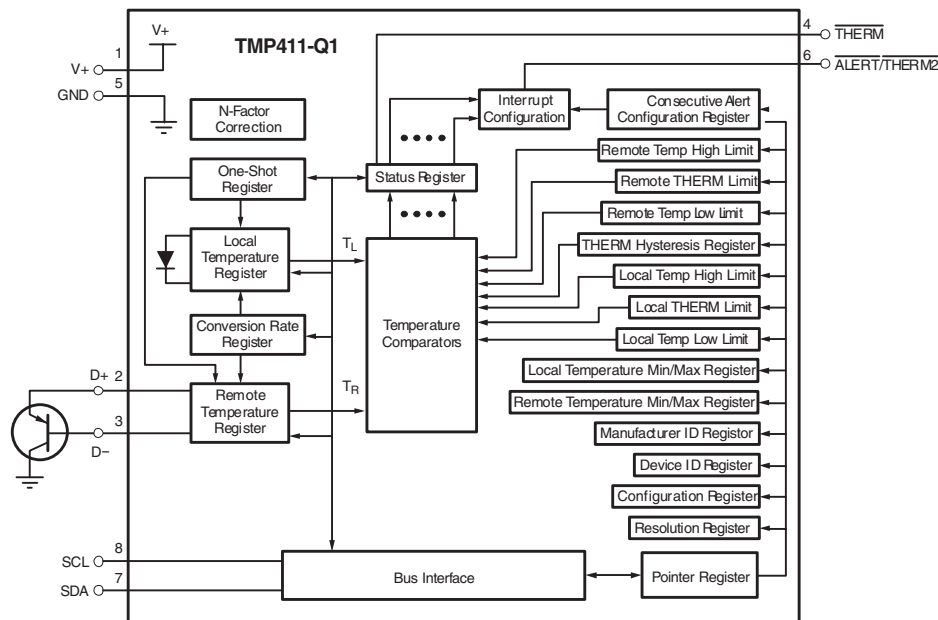 TMP411-Q1
V+
1
V+
5
GND
4
THERM
6
ALERT/THERM2
N-Factor
Correction
Interrupt
Configuration
Consecutive Alert
Configuration Register
One-Shot
Register
Status Register
Remote Temp High Limit
Remote THERM Limit
Remote Temp Low Limit
THERM Hysteresis Register
Local Temp High Limit
Local THERM Limit
Local Temp Low Limit
Local Temperature Min/Max Register
Remote Temperature Min/Max Register
Manufacturer ID Registor
Device ID Register
Configuration Register
Resolution Register
Local
Temperature
Register
TL
Temperature
Comparators
Conversion Rate
Register
D+
2
Remote
Temperature
Register
TR
3
D−
8
SCL
7
SDA
Bus Interface
Pointer Register